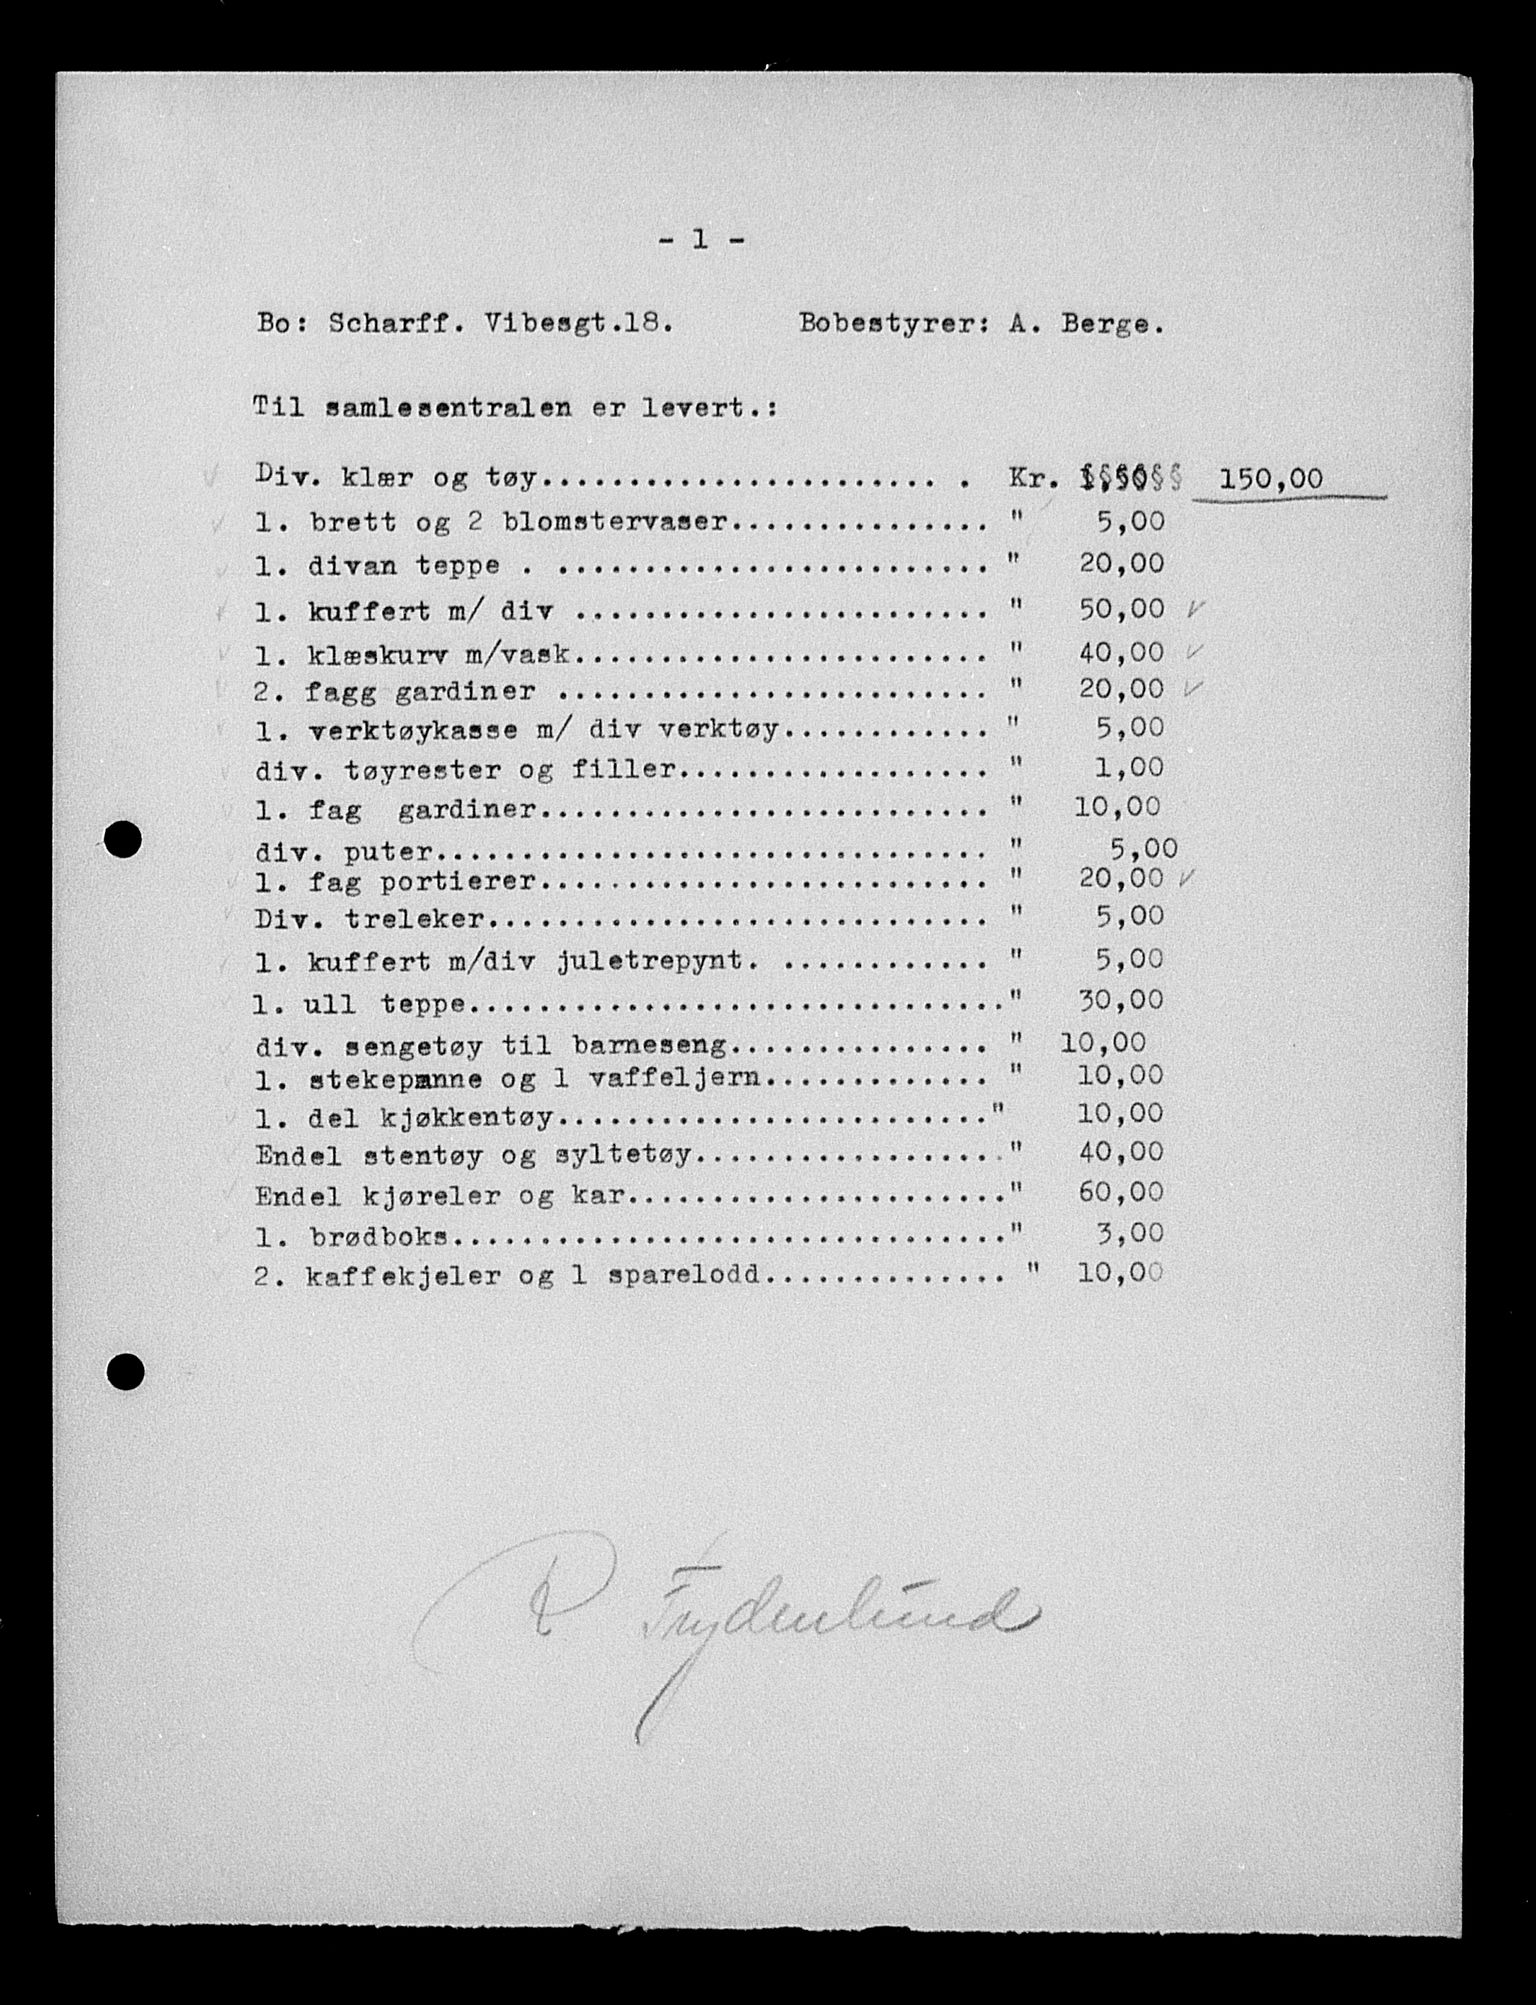 - 1 -
Bo: Scharff. Vibesgt.18. Bobestyrer: A. Berge.
Til samlesentralen er levert.:
Div. klær og tøy....................... . Kr. 150,00
1. brett og 2 blomstervaser............... " 5,00
1. divan teppe . ......................... " 20,00
1. kuffert m/ div ........................ " 50,00 ✓
1. klæskurv m/vask........................ " 40,00 ✓
2. fagg gardiner ......................... " 20,00 ✓
1. verktøykasse m/ div verktøy............ " 5,00
div. tøyrester og filler.................. " 1,00
1. fag gardiner.......................... " 10,00
div. puter................................ " 5,00
1. fag portierer.......................... " 20,00 ✓
Div. treleker............................. " 5,00
1. kuffert m/div juletrepynt. ............ " 5,00
1. ull teppe..............................." 30,00
div. sengetøy til barneseng............... " 10,00
1. stekepanne og 1 vaffeljern............. " 10,00
1. del kjøkkentøy........................." 10,00
Endel stentøy og syltetøy.................." 40,00
Endel kjøreler og kar......................" 60,00
1. brødboks................................" 3,00
2. kaffekjeler og 1 sparelodd.............. " 10,00
R Frydenlund